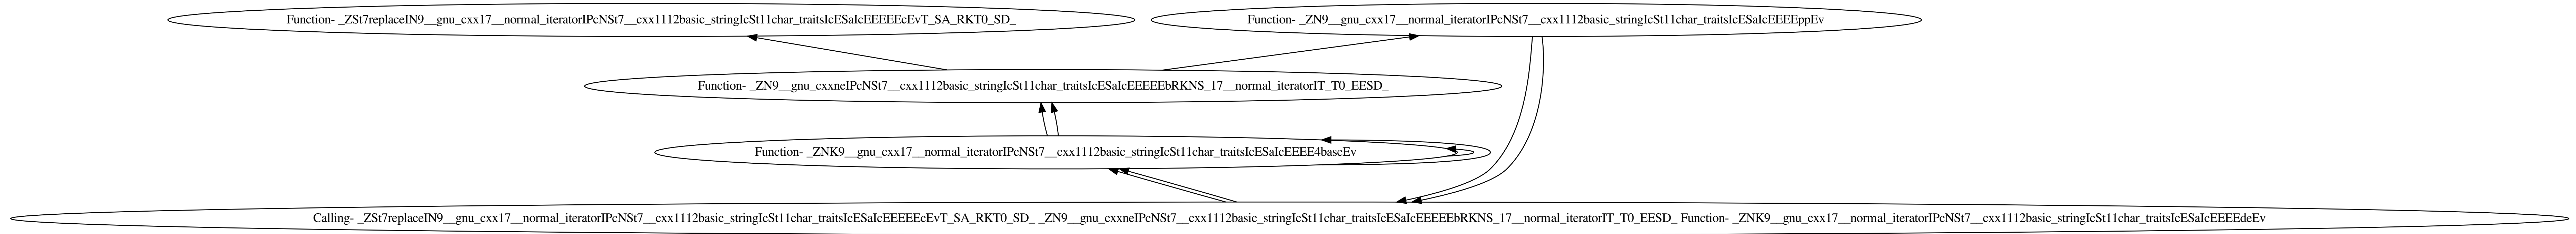 Function- _ZSt7replaceIN9__gnu_cxx17__normal_iteratorIPcNSt7__cxx1112basic_stringIcSt11char_traitsIcESaIcEEEEEcEvT_SA_RKT0_SD_
Function- _ZN9__gnu_cxx17__normal_iteratorIPcNSt7__cxx1112basic_stringIcSt11char_traitsIcESaIcEEEEppEv
Function- _ZN9__gnu_cxxneIPcNSt7__cxx1112basic_stringIcSt11char_traitsIcESaIcEEEEEbRKNS_17__normal_iteratorIT_T0_EESD_
Function- _ZNK9__gnu_cxx17__normal_iteratorIPcNSt7__cxx1112basic_stringIcSt11char_traitsIcESaIcEEEE4baseEv
Calling- _ZSt7replaceIN9__gnu_cxx17__normal_iteratorIPcNSt7__cxx1112basic_stringIcSt11char_traitsIcESaIcEEEEEcEvT_SA_RKT0_SD_ _ZN9__gnu_cxxneIPcNSt7__cxx1112basic_stringIcSt11char_traitsIcESaIcEEEEEbRKNS_17__normal_iteratorIT_T0_EESD_ Function- _ZNK9__gnu_cxx17__normal_iteratorIPcNSt7__cxx1112basic_stringIcSt11char_traitsIcESaIcEEEEdeEv